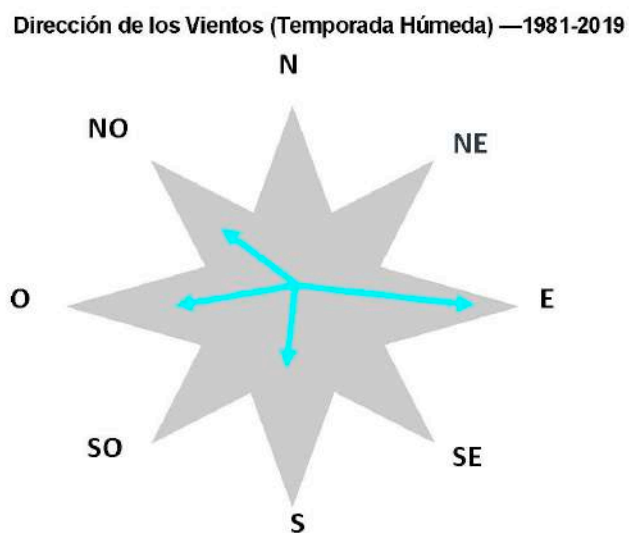 Dirección de los Vientos (Temporada Húmeda) —1981-2019
N
NO
NE
O
E
SO
SE
S